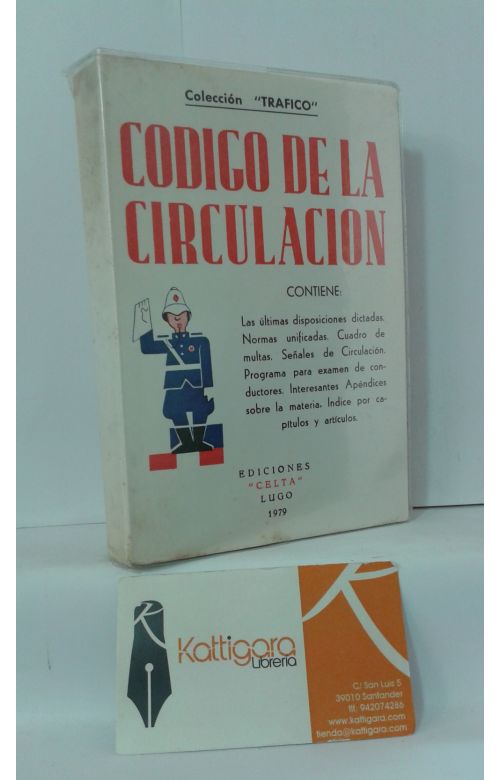 Colección "TRAFICO"
CODIGO DE LA
CIRCULACION
CONTIENE:
Las últimas disposiciones dictadas.
Normas unificadas. Cuadro de
multas. Señales de Circulación.
Programa para examen de con-
ductores. Interesantes Apéndices
sobre la materia. Indice por ca-
pítulos y artículos.
EDICIONES
"CELTA"
LUGO
1979
Kattigara
Librería
C/ San Luis 5
39010 Santander
tlf: 942074286
www.kattigara.com
tienda@kattigara.com